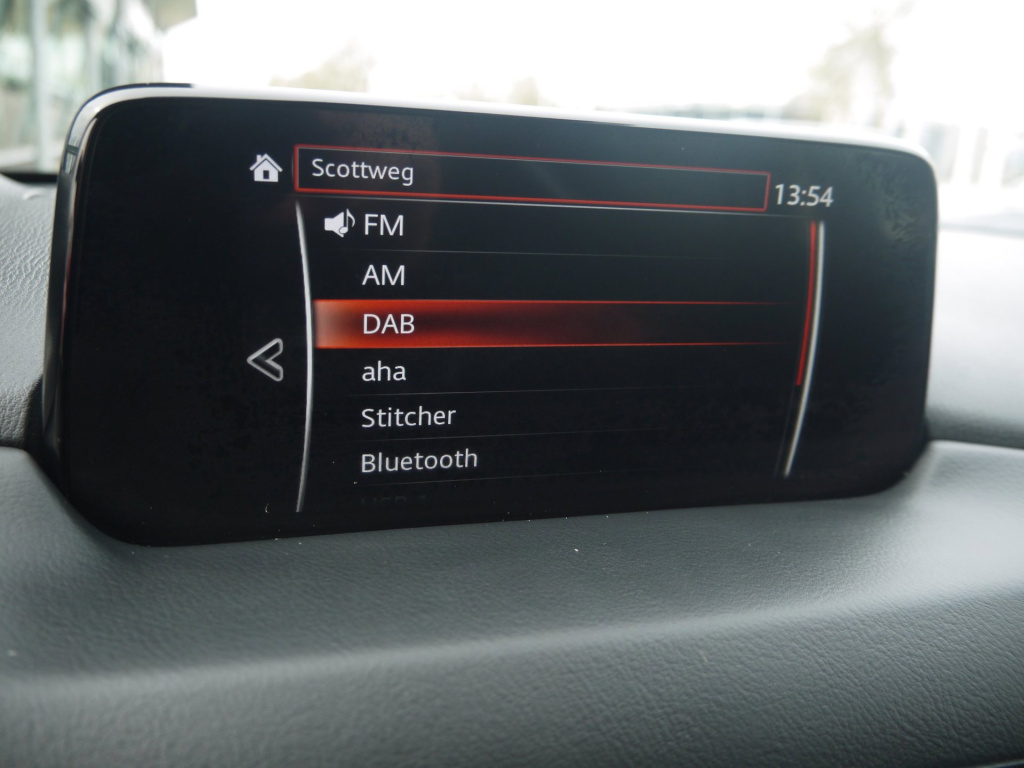 Scottweg
13:54
FM
AM
DAB
aha
Stitcher
Bluetooth